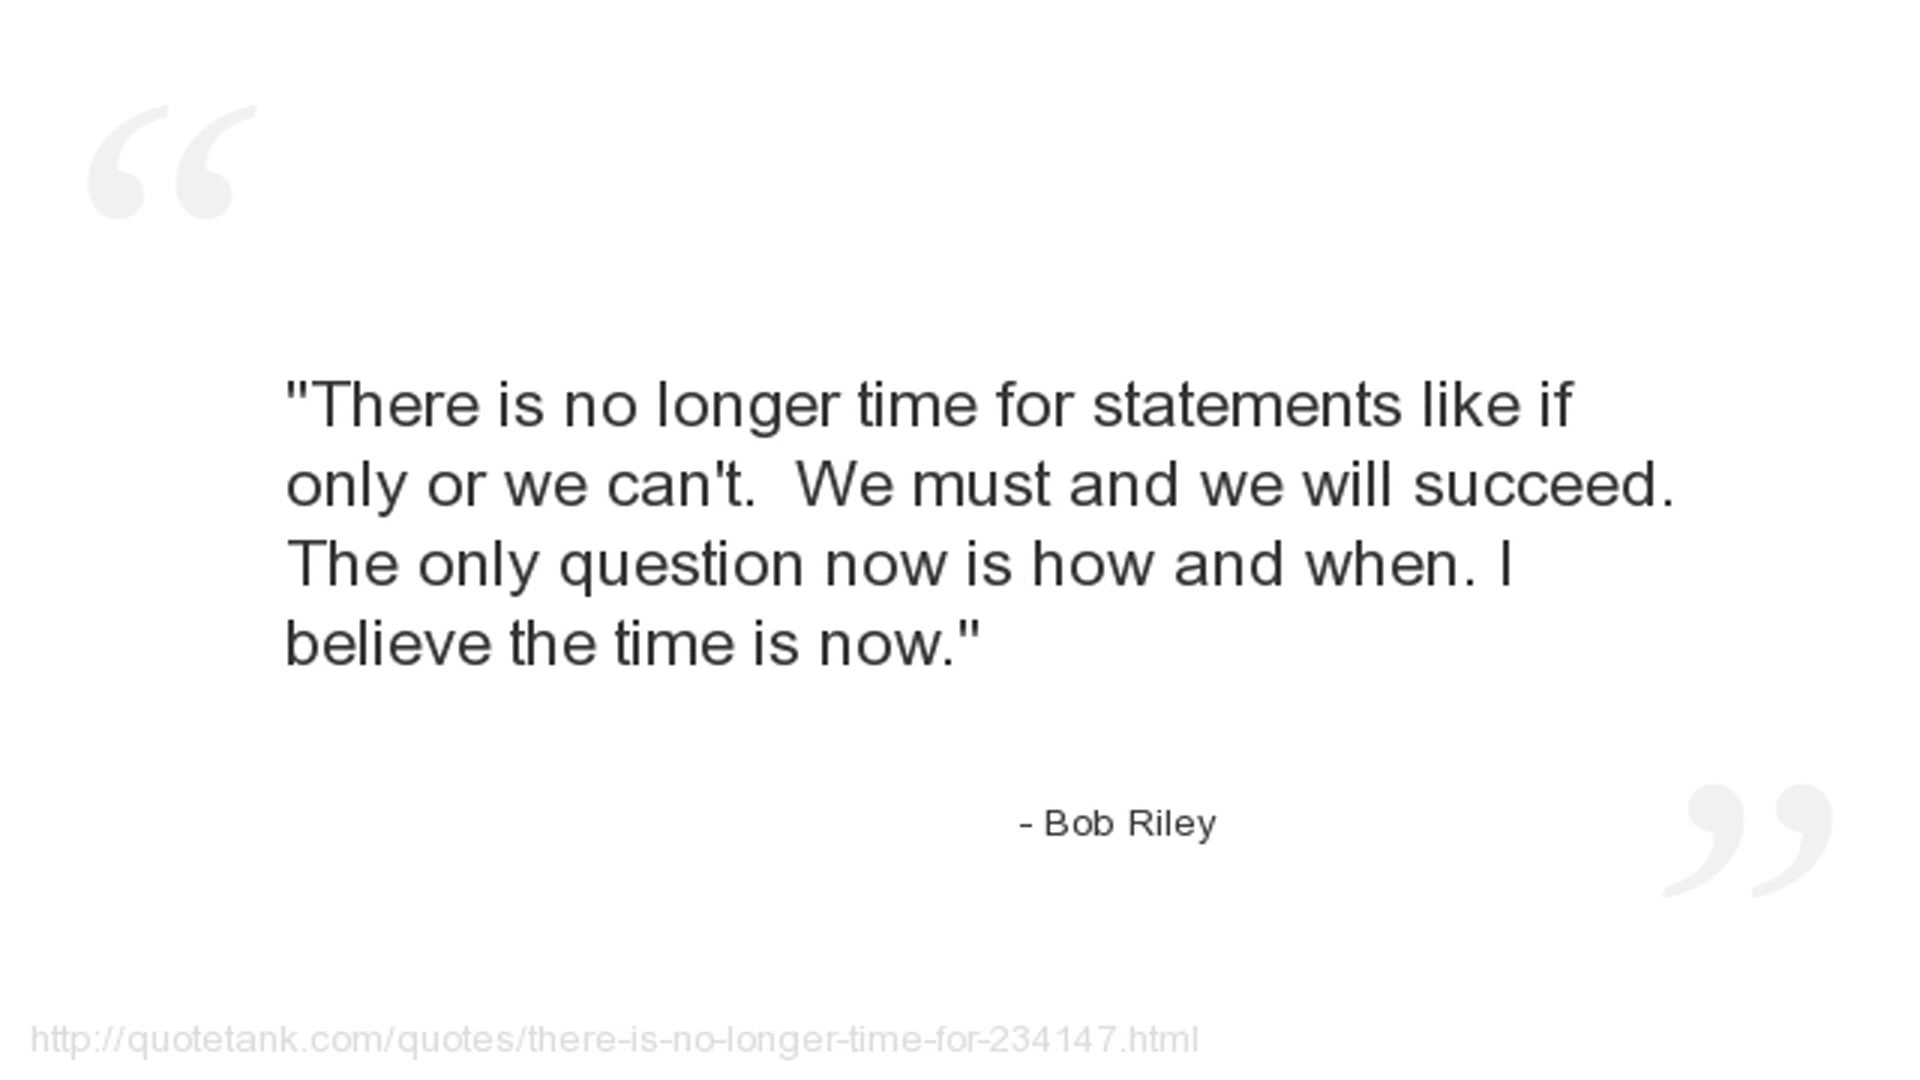 "There is no longer time for statements like if
only or we can't.  We must and we will succeed.
The only question now is how and when. I
believe the time is now."
- Bob Riley
http://quotetank.com/quotes/there-is-no-longer-time-for-234147.html